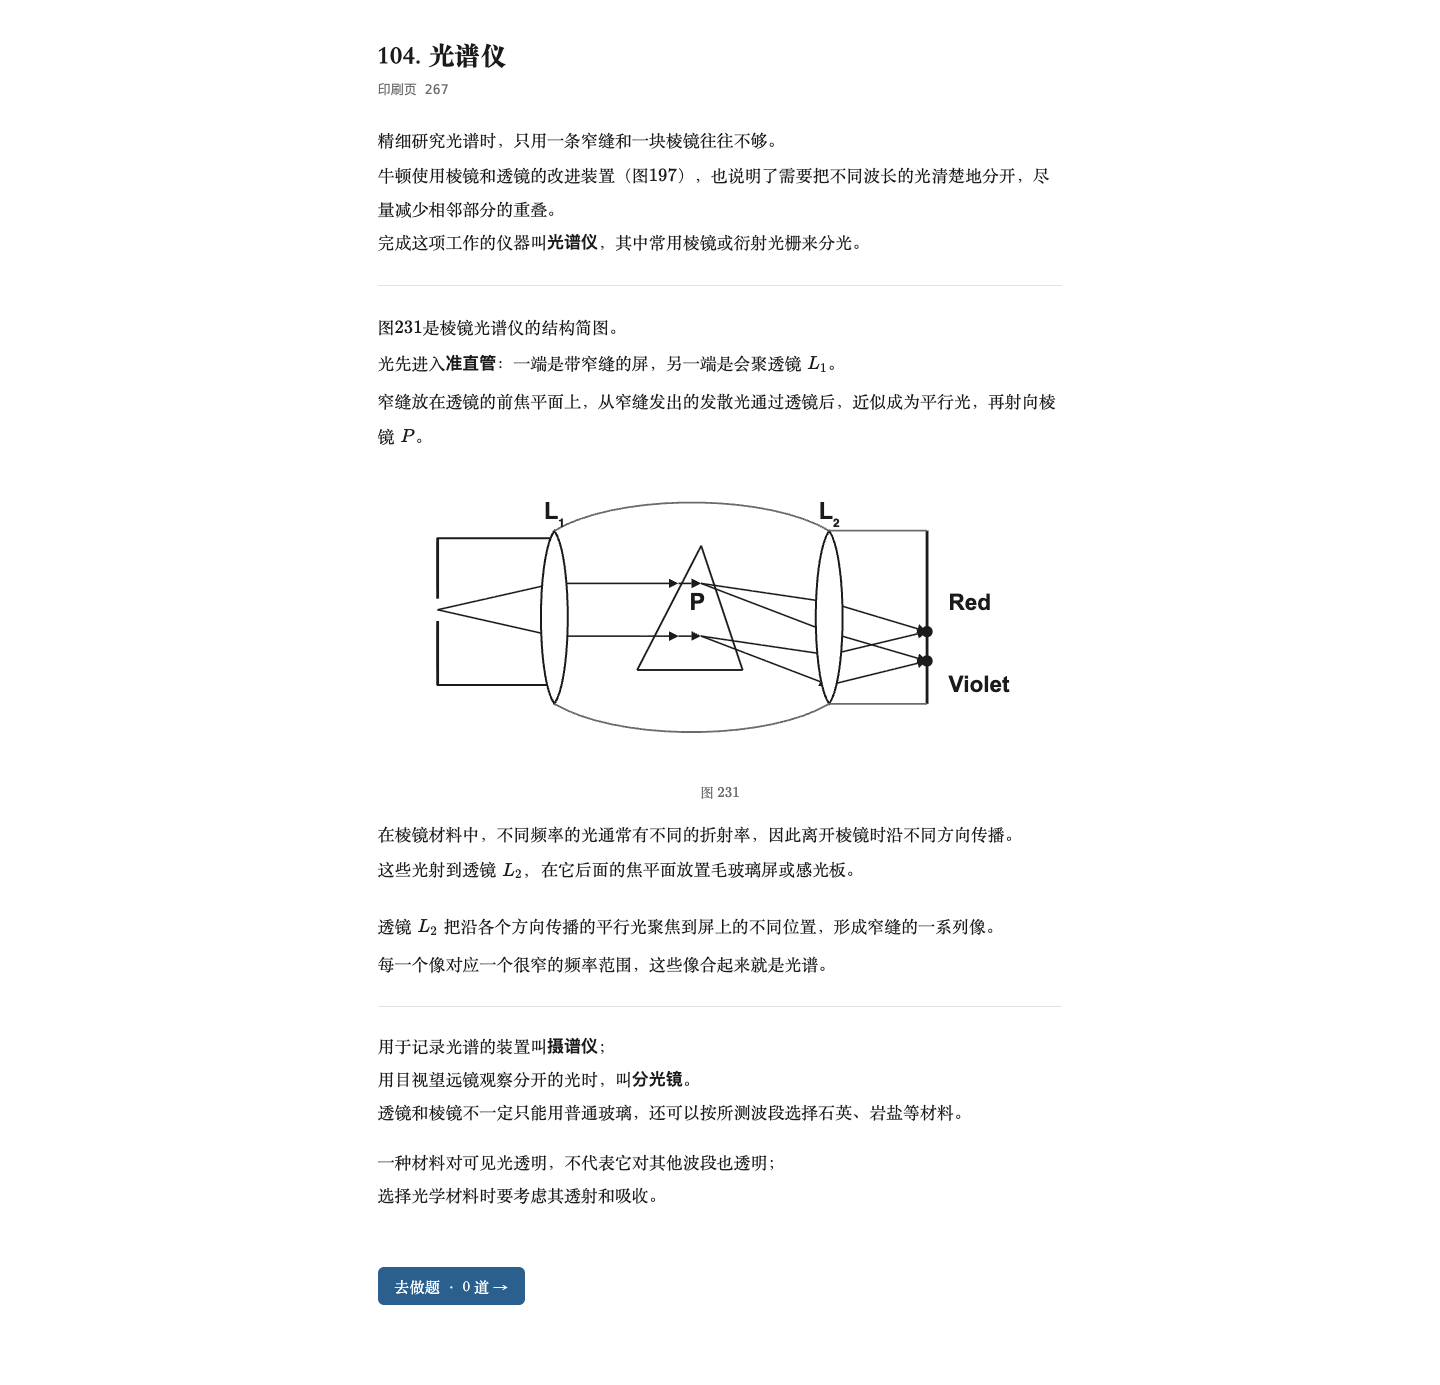 104. 光谱仪
印刷页 267
精细研究光谱时，只用一条窄缝和一块棱镜往往不够。
牛顿使用棱镜和透镜的改进装置（图197），也说明了需要把不同波长的光清楚地分开，尽
量减少相邻部分的重叠。
完成这项工作的仪器叫光谱仪，其中常用棱镜或衍射光栅来分光。
图231是棱镜光谱仪的结构简图。
光先进入准直管：一端是带窄缝的屏，另一端是会聚透镜 L₁。
窄缝放在透镜的前焦平面上，从窄缝发出的发散光通过透镜后，近似成为平行光，再射向棱
镜 P。
L₁
L₂
P
Red
Violet
图 231
在棱镜材料中，不同频率的光通常有不同的折射率，因此离开棱镜时沿不同方向传播。
这些光射到透镜 L₂，在它后面的焦平面放置毛玻璃屏或感光板。
透镜 L₂ 把沿各个方向传播的平行光聚焦到屏上的不同位置，形成窄缝的一系列像。
每一个像对应一个很窄的频率范围，这些像合起来就是光谱。
用于记录光谱的装置叫摄谱仪；
用目视望远镜观察分开的光时，叫分光镜。
透镜和棱镜不一定只能用普通玻璃，还可以按所测波段选择石英、岩盐等材料。
一种材料对可见光透明，不代表它对其他波段也透明；
选择光学材料时要考虑其透射和吸收。
去做题 · 0 道 →